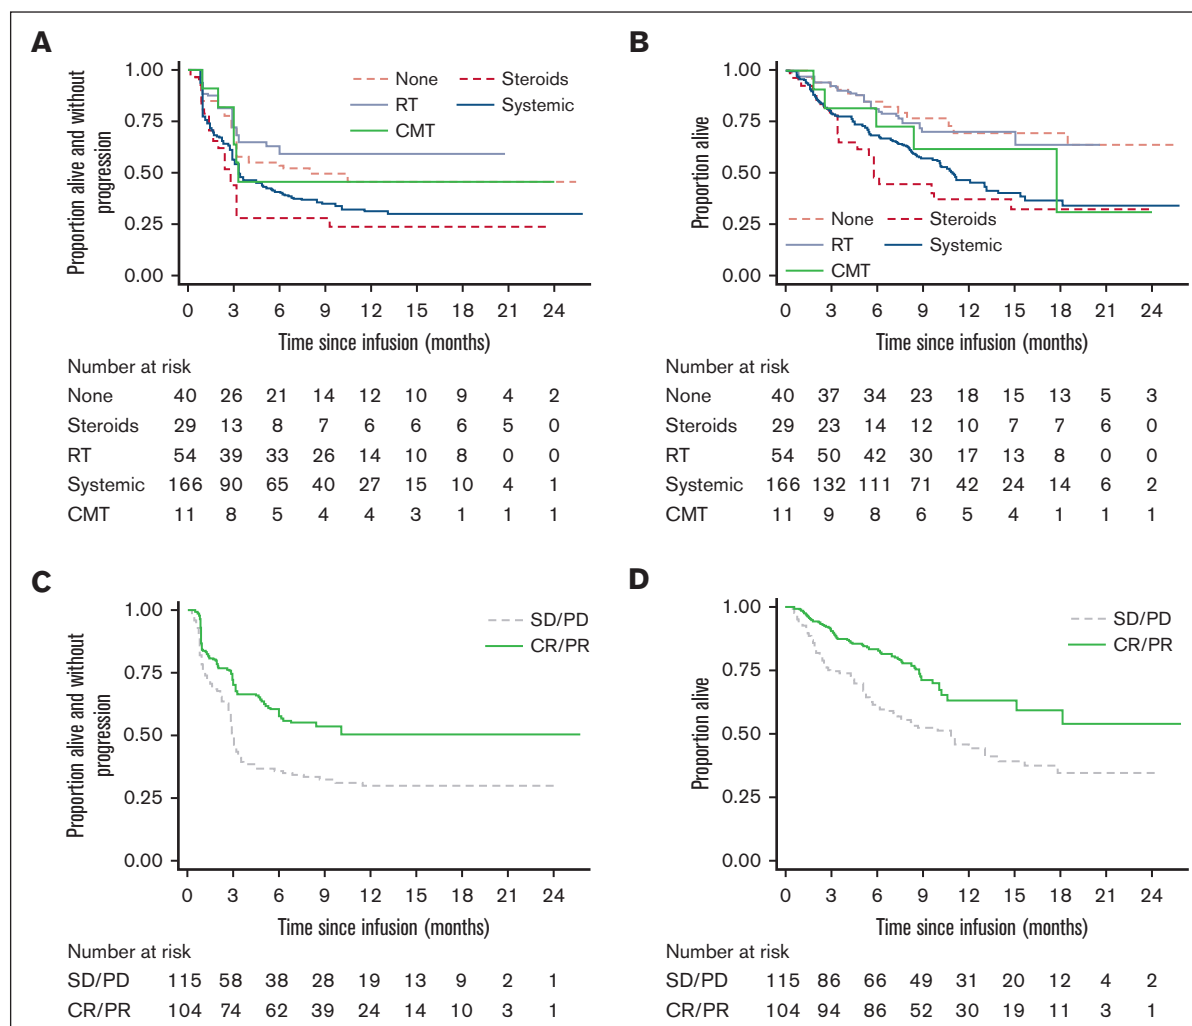 A
Proportion alive and without
progression
1.00
0.75
0.50
0.25
0.00
None Steroids
RT Systemic
CMT
0 3 6 9 12 15 18 21 24
Time since infusion (months)
Number at risk
None 40 26 21 14 12 10 9 4 2
Steroids 29 13 8 7 6 6 6 5 0
RT 54 39 33 26 14 10 8 0 0
Systemic 166 90 65 40 27 15 10 4 1
CMT 11 8 5 4 4 3 1 1 1
B
Proportion alive
1.00
0.75
0.50
0.25
0.00
None Steroids
RT Systemic
CMT
0 3 6 9 12 15 18 21 24
Time since infusion (months)
Number at risk
None 40 37 34 23 18 15 13 5 3
Steroids 29 23 14 12 10 7 7 6 0
RT 54 50 42 30 17 13 8 0 0
Systemic 166 132 111 71 42 24 14 6 2
CMT 11 9 8 6 5 4 1 1 1
C
Proportion alive and without
progression
1.00
0.75
0.50
0.25
0.00
SD/PD
CR/PR
0 3 6 9 12 15 18 21 24
Time since infusion (months)
Number at risk
SD/PD 115 58 38 28 19 13 9 2 1
CR/PR 104 74 62 39 24 14 10 3 1
D
Proportion alive
1.00
0.75
0.50
0.25
0.00
SD/PD
CR/PR
0 3 6 9 12 15 18 21 24
Time since infusion (months)
Number at risk
SD/PD 115 86 66 49 31 20 12 4 2
CR/PR 104 94 86 52 30 19 11 3 1